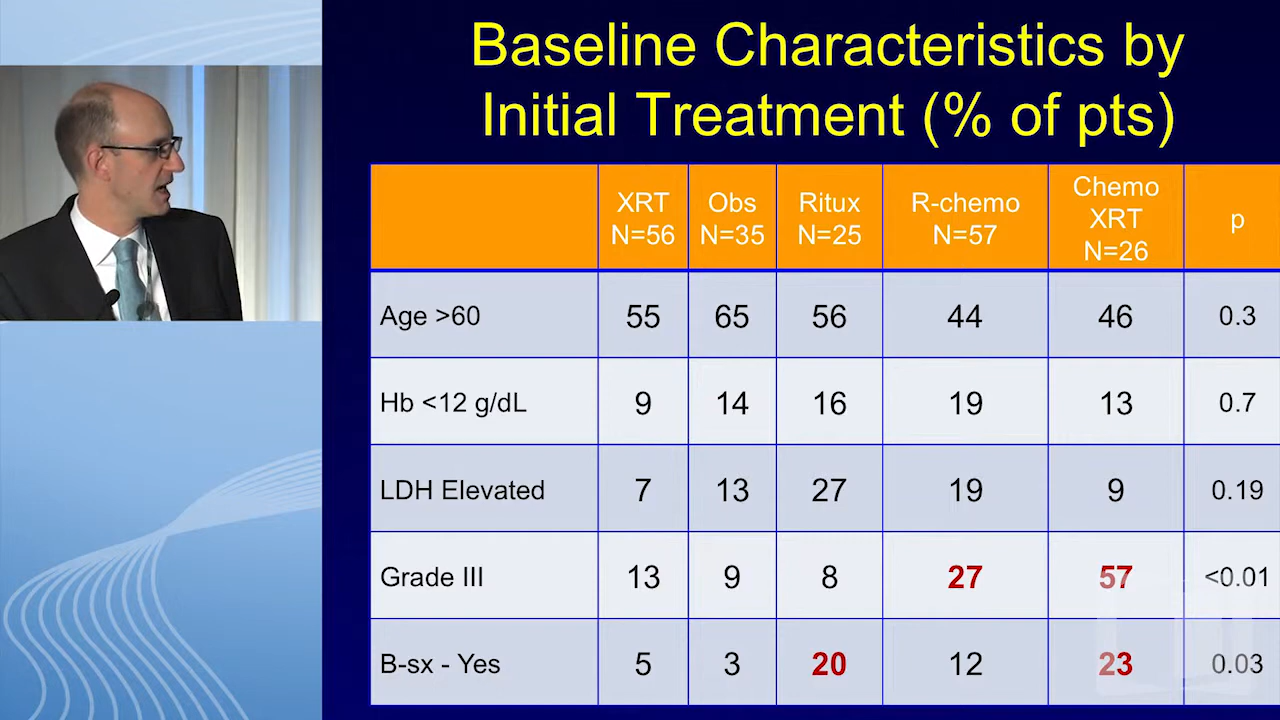 Baseline Characteristics by
Initial Treatment (% of pts)
XRT N=56 Obs N=35 Ritux N=25 R-chemo N=57 Chemo XRT N=26 p
Age >60 55 65 56 44 46 0.3
Hb <12 g/dL 9 14 16 19 13 0.7
LDH Elevated 7 13 27 19 9 0.19
Grade III 13 9 8 27 57 <0.01
B-sx - Yes 5 3 20 12 23 0.03